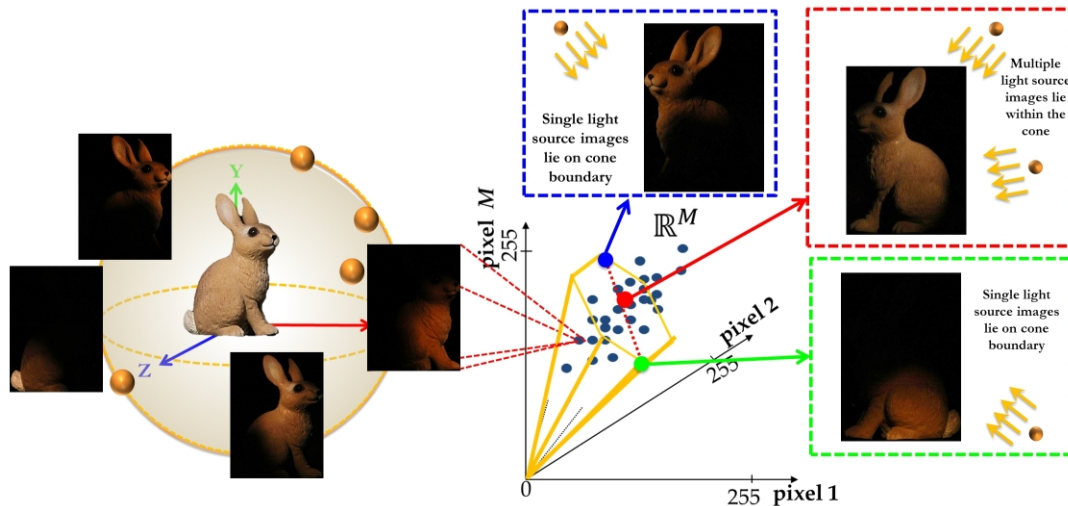 Y
Z
Single light
source images
lie on cone
boundary
Multiple
light source
images lie
within the
cone
ℝ^M
pixel M
255
pixel 2
255
0
255
pixel 1
Single light
source images
lie on cone
boundary